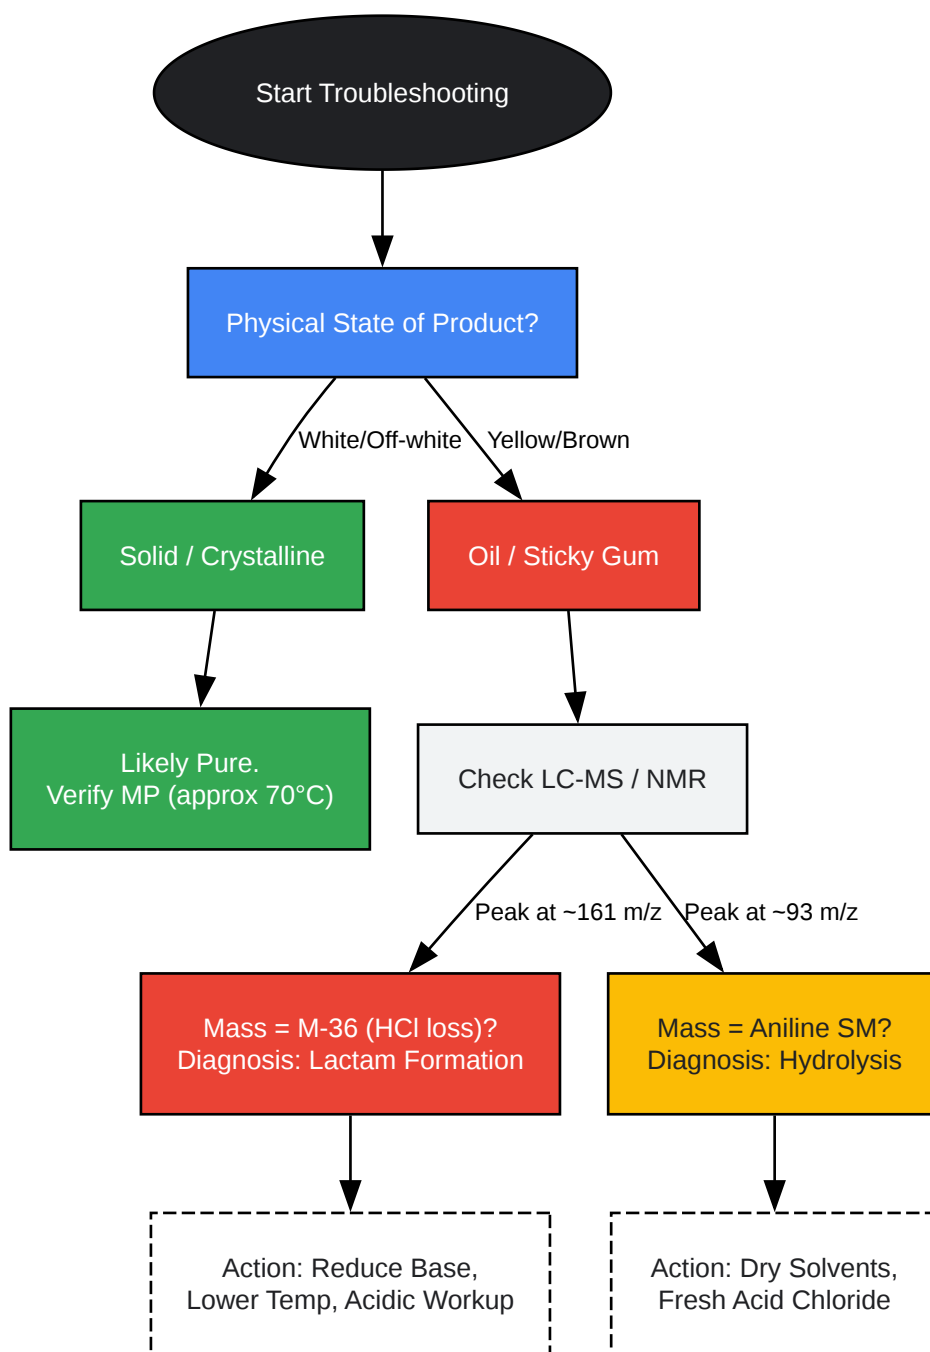 Start Troubleshooting
Physical State of Product?
White/Off-white
Yellow/Brown
Solid / Crystalline
Oil / Sticky Gum
Likely Pure.
Verify MP (approx 70°C)
Check LC-MS / NMR
Peak at ~161 m/z
Peak at ~93 m/z
Mass = M-36 (HCl loss)?
Diagnosis: Lactam Formation
Mass = Aniline SM?
Diagnosis: Hydrolysis
Action: Reduce Base,
Lower Temp, Acidic Workup
Action: Dry Solvents,
Fresh Acid Chloride